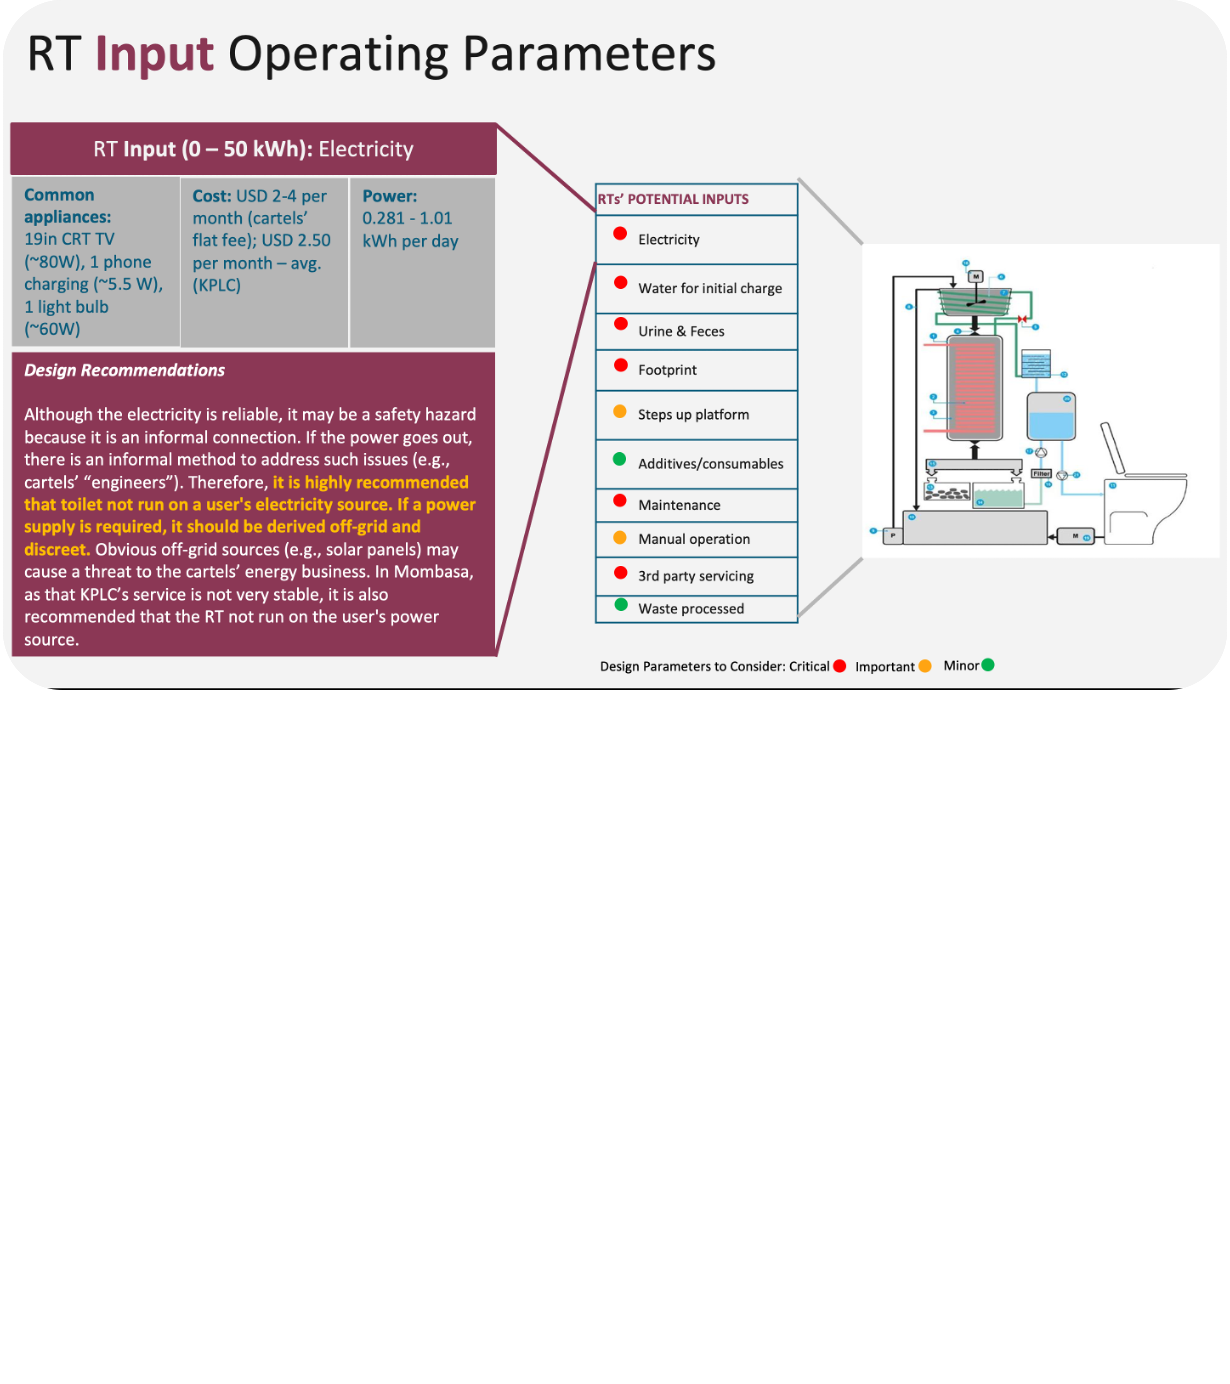 RT Input Operating Parameters
RT Input (0 – 50 kWh): Electricity
Common
appliances:
19in CRT TV
(~80W), 1 phone
charging (~5.5 W),
1 light bulb
(~60W)
Cost: USD 2-4 per
month (cartels’
flat fee); USD 2.50
per month – avg.
(KPLC)
Power:
0.281 - 1.01
kWh per day
Design Recommendations
Although the electricity is reliable, it may be a safety hazard
because it is an informal connection. If the power goes out,
there is an informal method to address such issues (e.g.,
cartels’ “engineers”). Therefore, it is highly recommended
that toilet not run on a user's electricity source. If a power
supply is required, it should be derived off-grid and
discreet. Obvious off-grid sources (e.g., solar panels) may
cause a threat to the cartels’ energy business. In Mombasa,
as that KPLC’s service is not very stable, it is also
recommended that the RT not run on the user's power
source.
RTs’ POTENTIAL INPUTS
Electricity
Water for initial charge
Urine & Feces
Footprint
Steps up platform
Additives/consumables
Maintenance
Manual operation
3rd party servicing
Waste processed
Design Parameters to Consider: Critical Important Minor
M
Filter
P
M